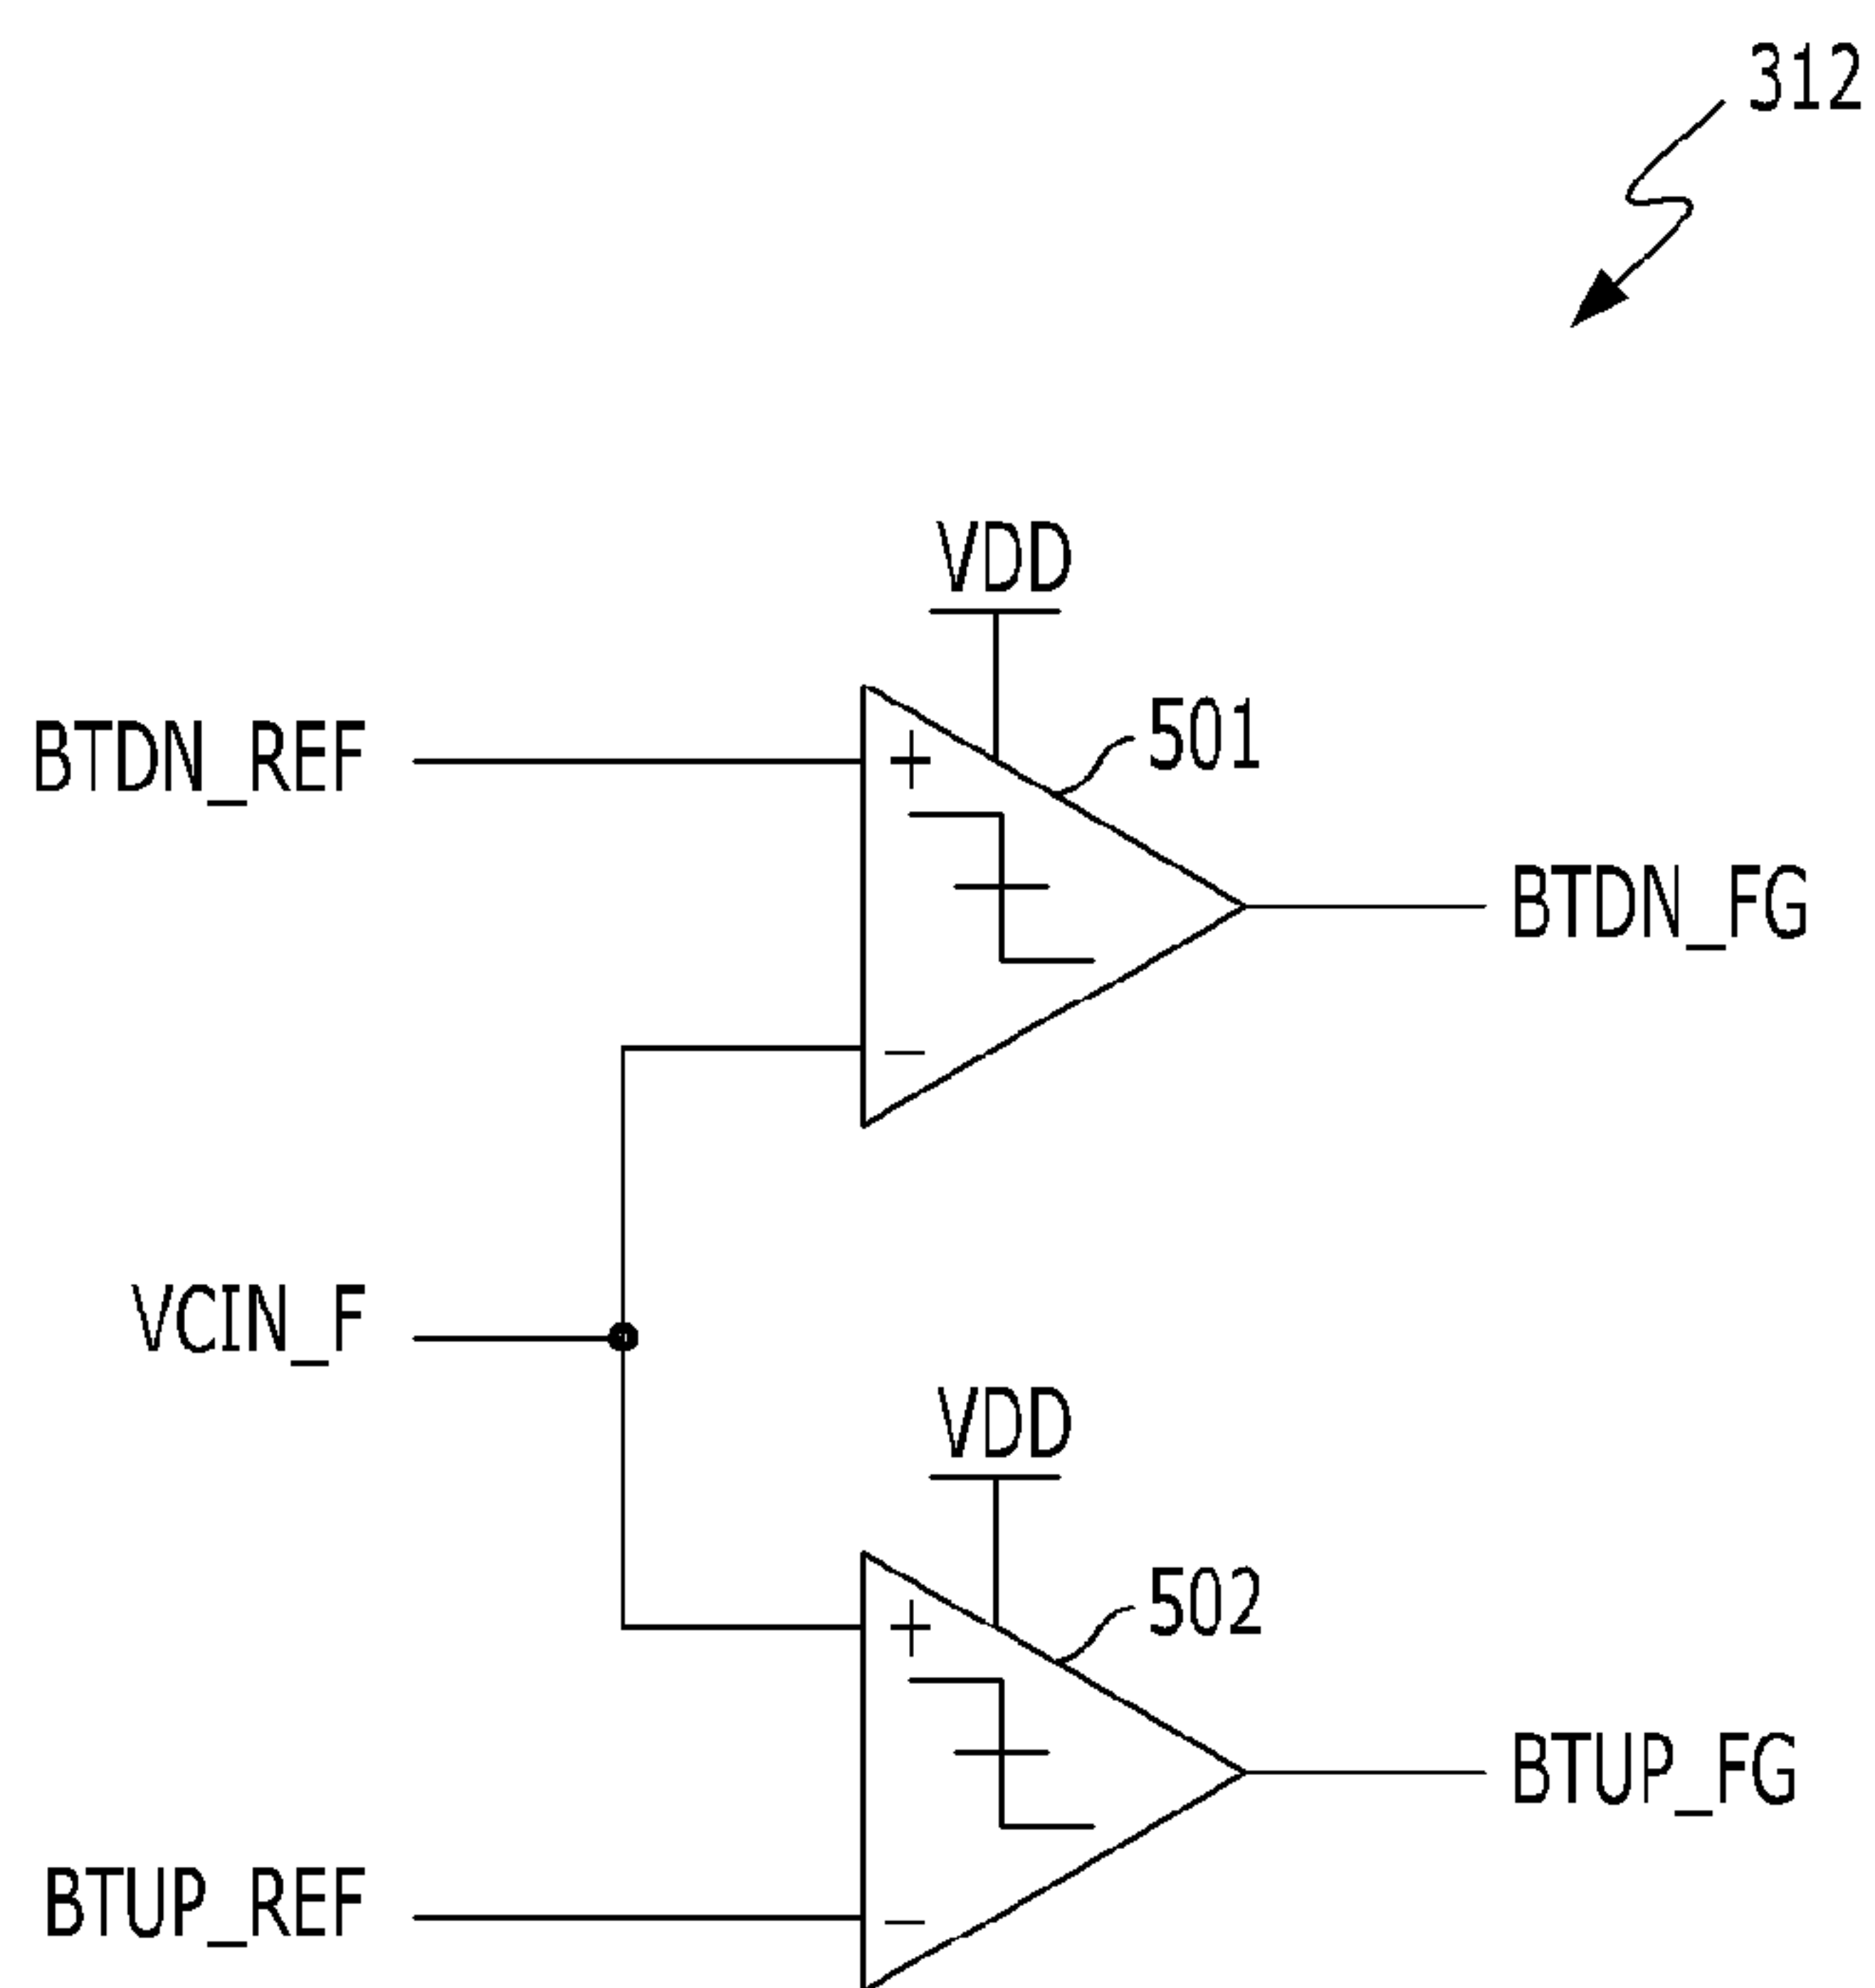 312
VDD
BTDN_REF
+
501
BTDN_FG
−
VCIN_F
VDD
+
502
BTUP_FG
BTUP_REF
−